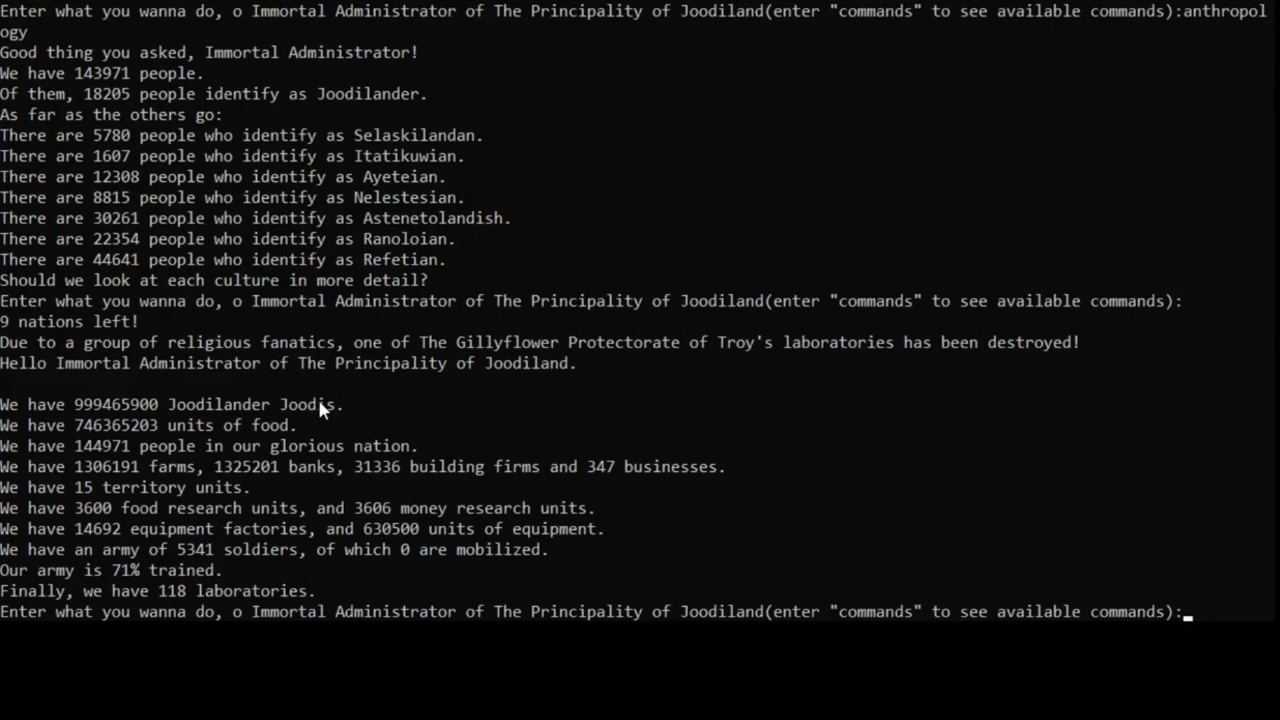 Enter what you wanna do, o Immortal Administrator of The Principality of Joodiland(enter "commands" to see available commands):anthropol
ogy
Good thing you asked, Immortal Administrator!
We have 143971 people.
Of them, 18205 people identify as Joodilander.
As far as the others go:
There are 5780 people who identify as Selaskilandan.
There are 1607 people who identify as Itatikuwian.
There are 12308 people who identify as Ayeteian.
There are 8815 people who identify as Nelestesian.
There are 30261 people who identify as Astenetolandish.
There are 22354 people who identify as Ranoloian.
There are 44641 people who identify as Refetian.
Should we look at each culture in more detail?
Enter what you wanna do, o Immortal Administrator of The Principality of Joodiland(enter "commands" to see available commands):
9 nations left!
Due to a group of religious fanatics, one of The Gillyflower Protectorate of Troy's laboratories has been destroyed!
Hello Immortal Administrator of The Principality of Joodiland.
We have 999465900 Joodilander Joodis.
We have 746365203 units of food.
We have 144971 people in our glorious nation.
We have 1306191 farms, 1325201 banks, 31336 building firms and 347 businesses.
We have 15 territory units.
We have 3600 food research units, and 3606 money research units.
We have 14692 equipment factories, and 630500 units of equipment.
We have an army of 5341 soldiers, of which 0 are mobilized.
Our army is 71% trained.
Finally, we have 118 laboratories.
Enter what you wanna do, o Immortal Administrator of The Principality of Joodiland(enter "commands" to see available commands):